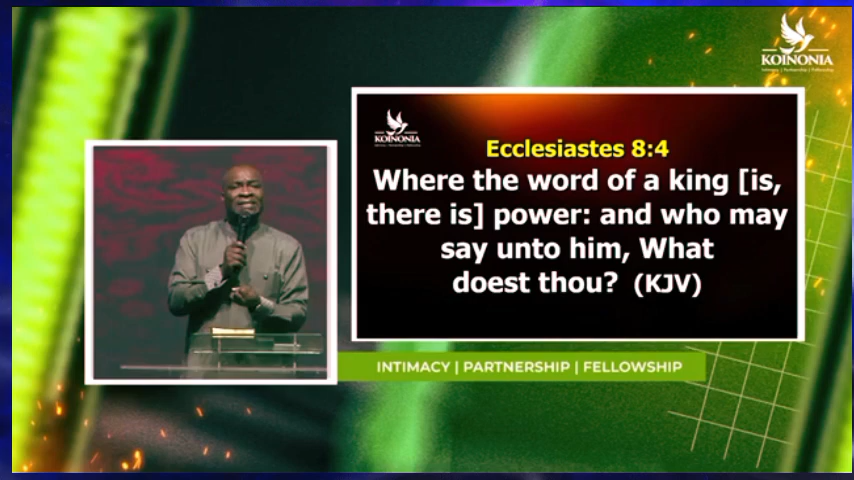 KOINONIA
Intimacy | Partnership | Fellowship
KOINONIA
Ecclesiastes 8:4
Where the word of a king [is,
there is] power: and who may
say unto him, What
doest thou? (KJV)
INTIMACY | PARTNERSHIP | FELLOWSHIP